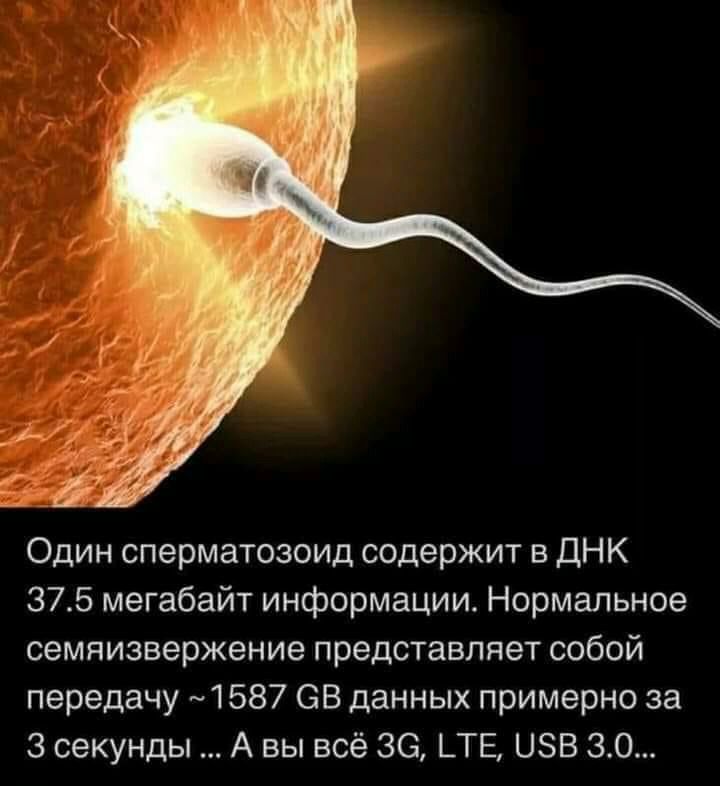 Один сперматозоид содержит в ДНК
37.5 мегабайт информации. Нормальное
семяизвержение представляет собой
передачу ~1587 GB данных примерно за
3 секунды ... А вы всё 3G, LTE, USB 3.0...